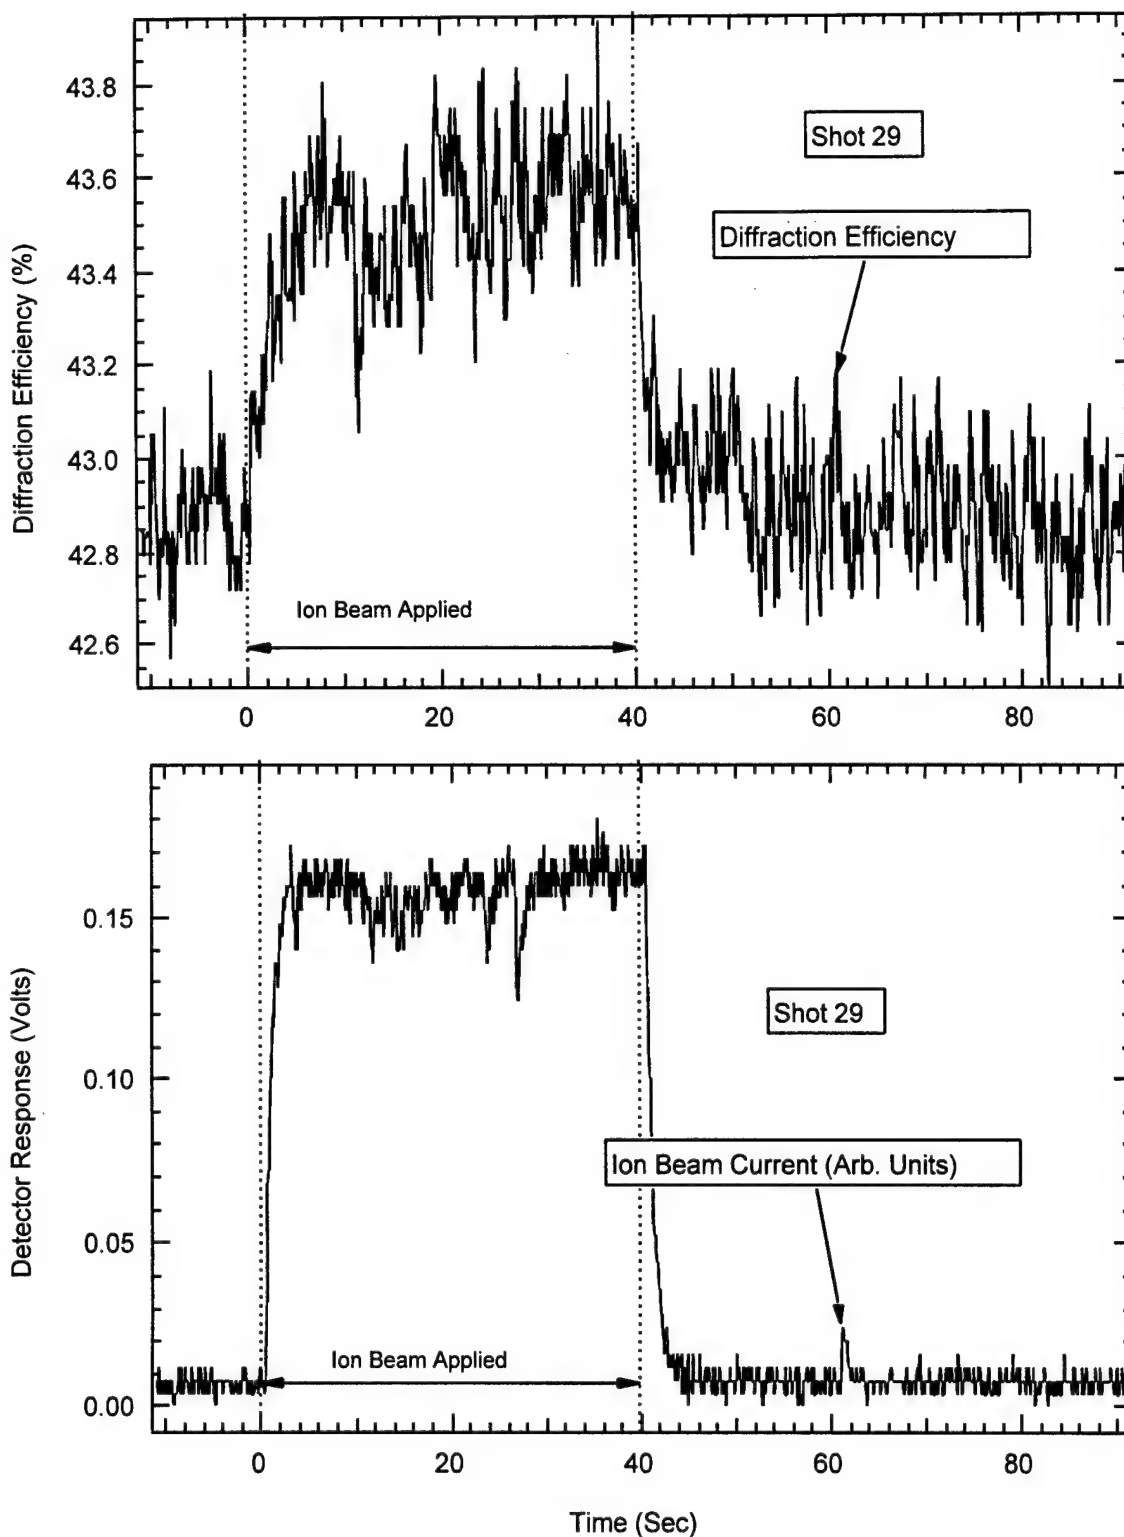 43.8
43.6
43.4
43.2
43.0
42.8
42.6
Diffraction Efficiency (%)
Shot 29
Diffraction Efficiency
Ion Beam Applied
0
20
40
60
80
0.15
0.10
0.05
0.00
Detector Response (Volts)
Shot 29
Ion Beam Current (Arb. Units)
Ion Beam Applied
0
20
40
60
80
Time (Sec)